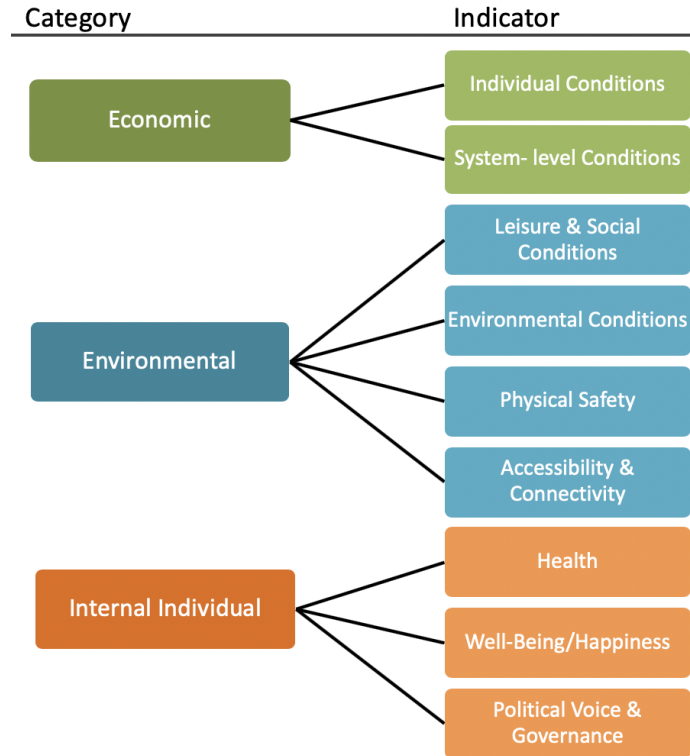 Category
Indicator
Economic
Individual Conditions
System- level Conditions
Environmental
Leisure & Social
Conditions
Environmental Conditions
Physical Safety
Accessibility &
Connectivity
Internal Individual
Health
Well-Being/Happiness
Political Voice &
Governance